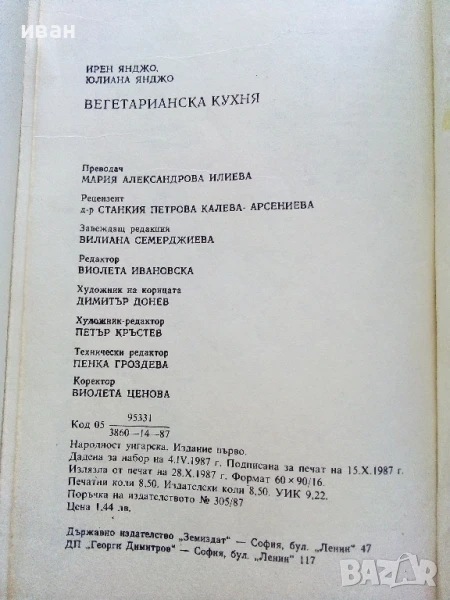 иван
ИРЕН ЯНДЖО,
ЮЛИАНА ЯНДЖО
ВЕГЕТАРИАНСКА КУХНЯ
Преводач
МАРИЯ АЛЕКСАНДРОВА ИЛИЕВА
Рецензент
д-р СТАНКИЯ ПЕТРОВА КАЛЕВА- АРСЕНИЕВА
Завеждащ редакция
ВИЛИАНА СЕМЕРДЖИЕВА
Редактор
ВИОЛЕТА ИВАНОВСКА
Художник на корицата
ДИМИТЪР ДОНЕВ
Художник-редактор
ПЕТЪР КРЪСТЕВ
Технически редактор
ПЕНКА ГРОЗДЕВА
Коректор
ВИОЛЕТА ЦЕНОВА
95331
Код 05
3860—14—87
Народност унгарска. Издание първо.
Дадена за набор на 4.IV.1987 г. Подписана за печат на 15.X.1987 г.
Излязла от печат на 28.X.1987 г. Формат 60 × 90/16.
Печатни коли 8,50. Издателски коли 8,50. УИК 9,22.
Поръчка на издателството № 305/87
Цена 1,44 лв.
Държавно издателство „Земиздат" — София, бул. „Ленин" 47
ДП „Георги Димитров" — София, бул. „Ленин" 117
BAZAR
.bg